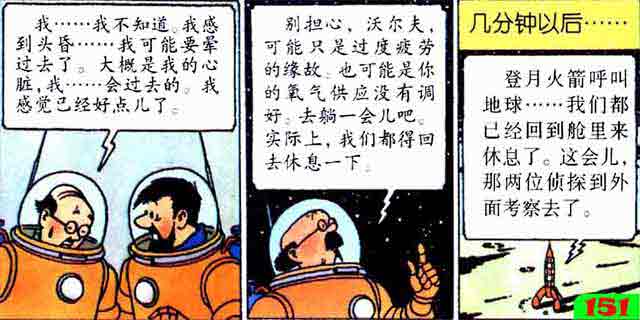 我……我不知道。我感
到头昏……我可能要晕
过去了。大概是我的心
脏，我……会过去的。我
感觉已经好点儿了。
别担心，沃尔夫，
可能只是过度疲劳
的缘故。也可能是你
的氧气供应没有调
好。去躺一会儿吧。
实际上，我们都得回
去休息一下。
几分钟以后……
登月火箭呼叫
地球……我们都
已经回到舱里来
休息了。这会儿，
那两位侦探到外
面考察去了。
151